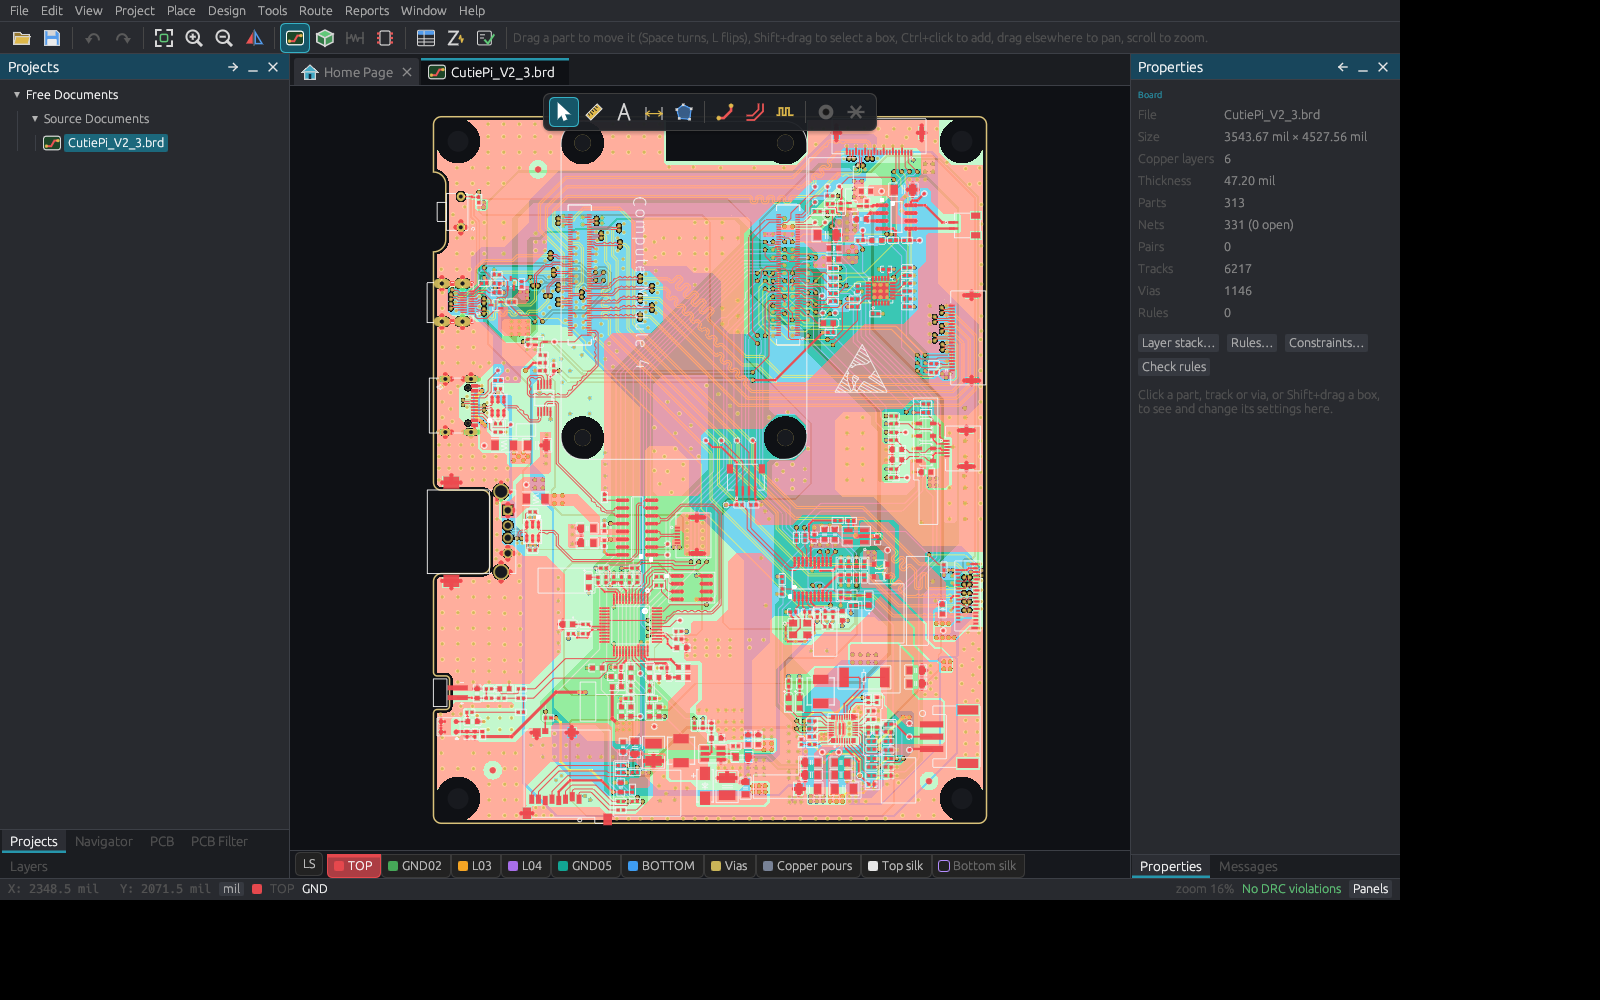 File Edit View Project Place Design Tools Route Reports Window Help
Drag a part to move it (Space turns, L flips), Shift+drag to select a box, Ctrl+click to add, drag elsewhere to pan, scroll to zoom.
Projects
Home Page
CutiePi_V2_3.brd
Properties
Free Documents
Source Documents
CutiePi_V2_3.brd
Board
File CutiePi_V2_3.brd
Size 3543.67 mil × 4527.56 mil
Copper layers 6
Thickness 47.20 mil
Parts 313
Nets 331 (0 open)
Pairs 0
Tracks 6217
Vias 1146
Rules 0
Layer stack... Rules... Constraints...
Check rules
Click a part, track or via, or Shift+drag a box,
to see and change its settings here.
Projects Navigator PCB PCB Filter
Layers
LS TOP GND02 L03 L04 GND05 BOTTOM Vias Copper pours Top silk Bottom silk
Properties Messages
X: 2348.5 mil Y: 2071.5 mil mil TOP GND
zoom 16% No DRC violations Panels